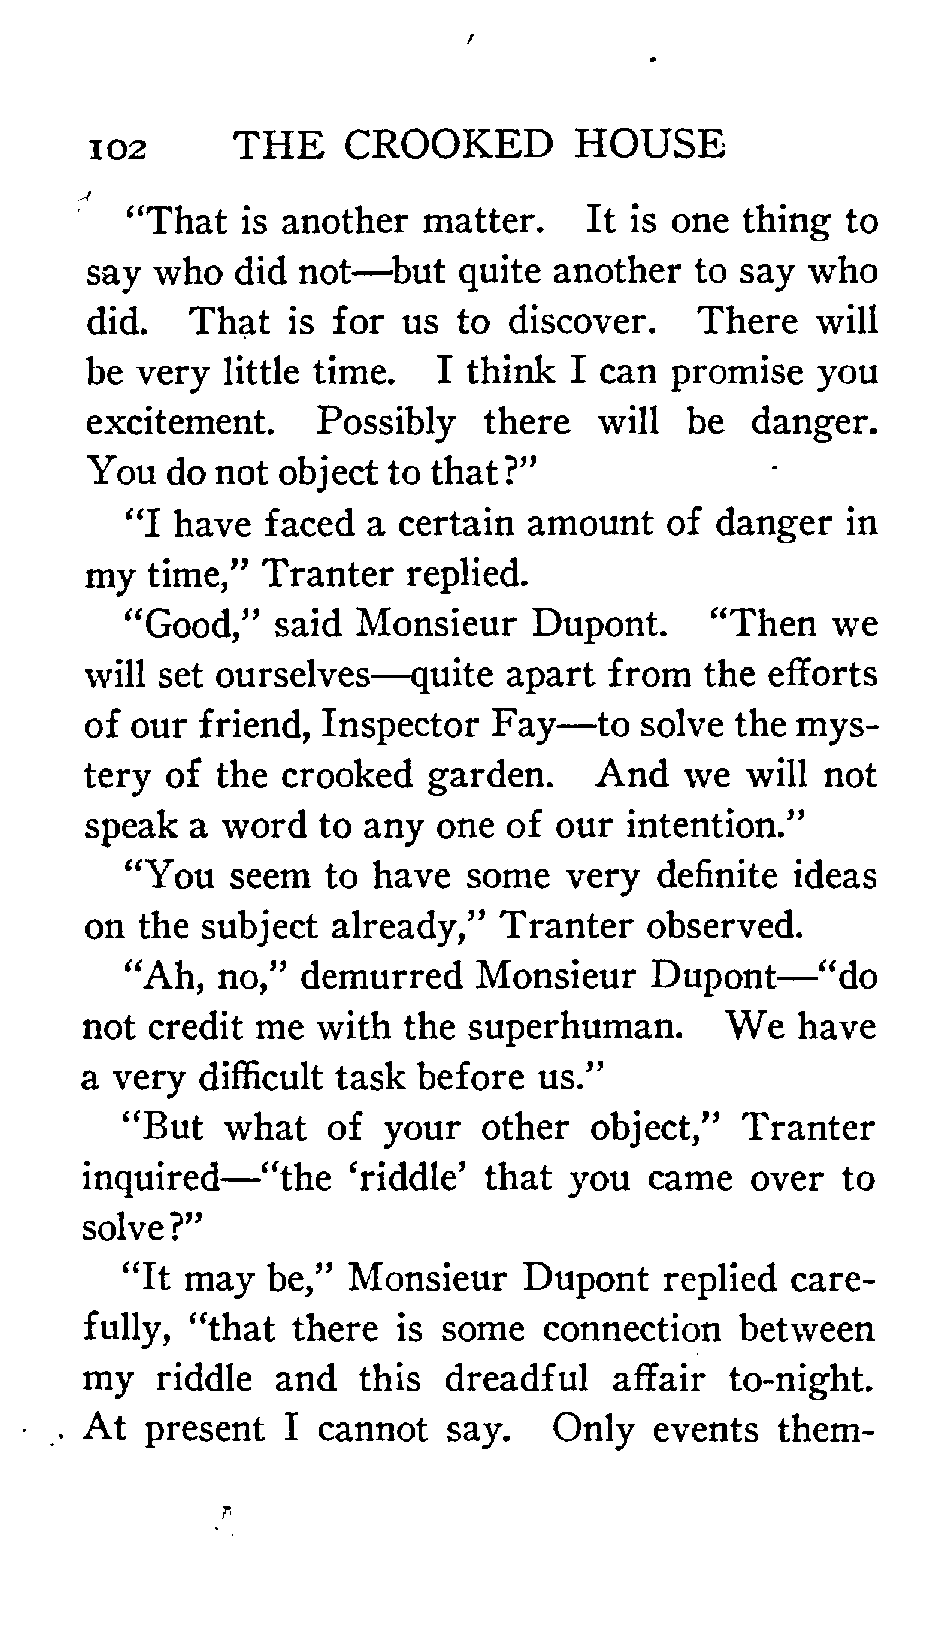 102 THE CROOKED HOUSE
“That is another matter. It is one thing to
say who did not—but quite another to say who
did. That is for us to discover. There will
be very little time. I think I can promise you
excitement. Possibly there will be danger.
You do not object to that?”
“I have faced a certain amount of danger in
my time,” Tranter replied.
“Good,” said Monsieur Dupont. “Then we
will set ourselves—quite apart from the efforts
of our friend, Inspector Fay—to solve the mys-
tery of the crooked garden. And we will not
speak a word to any one of our intention.”
“You seem to have some very definite ideas
on the subject already,” Tranter observed.
“Ah, no,” demurred Monsieur Dupont—“do
not credit me with the superhuman. We have
a very difficult task before us.”
“But what of your other object,” Tranter
inquired—“the ‘riddle’ that you came over to
solve?”
“It may be,” Monsieur Dupont replied care-
fully, “that there is some connection between
my riddle and this dreadful affair to-night.
At present I cannot say. Only events them-